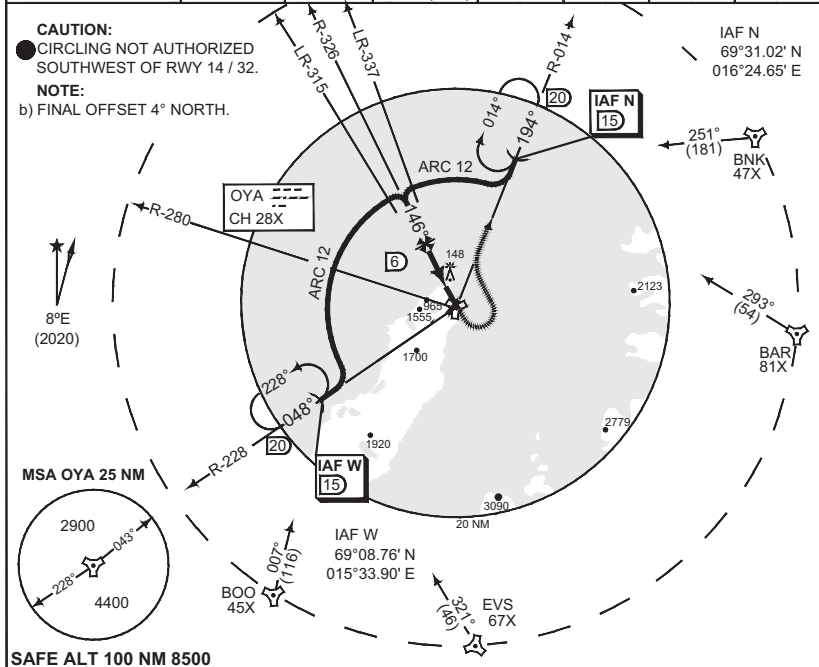 CAUTION:
CIRCLING NOT AUTHORIZED
SOUTHWEST OF RWY 14 / 32.
NOTE:
b) FINAL OFFSET 4° NORTH.
LR-315
R-326
LR-337
R-014
IAF N
69°31.02' N
016°24.65' E
20
014°
194°
IAF N
15
251°
(181)
BNK
47X
ARC 12
OYA
CH 28X
146°
R-280
ARC 12
6
148
965
1555
1700
2123
293°
(54)
BAR
81X
8ºE
(2020)
228°
048°
20
R-228
1920
2779
IAF W
15
3090
20 NM
MSA OYA 25 NM
2900
043°
228°
4400
IAF W
69°08.76' N
015°33.90' E
007°
(116)
BOO
45X
321°
(46)
EVS
67X
SAFE ALT 100 NM 8500